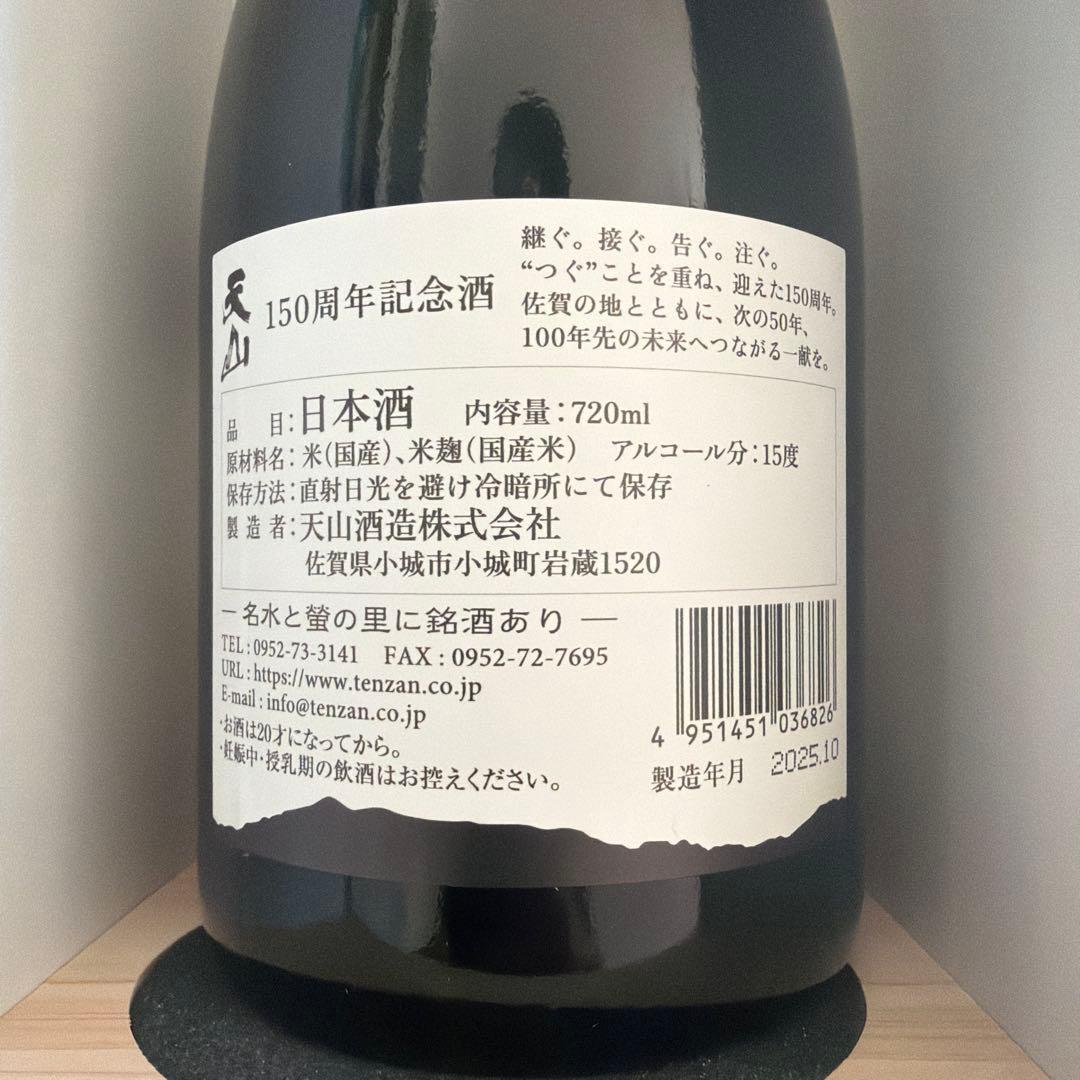 天山
150周年記念酒
継ぐ。接ぐ。告ぐ。注ぐ。
“つぐ”ことを重ね、迎えた150周年。
佐賀の地とともに、次の50年、
100年先の未来へつながる一献を。
品 目：日本酒 内容量：720ml
原材料名：米（国産）、米麹（国産米） アルコール分：15度
保存方法：直射日光を避け冷暗所にて保存
製造者：天山酒造株式会社
佐賀県小城市小城町岩蔵1520
― 名水と螢の里に銘酒あり ―
TEL : 0952-73-3141 FAX : 0952-72-7695
URL : https://www.tenzan.co.jp
E-mail : info@tenzan.co.jp
・お酒は20才になってから。
・妊娠中・授乳期の飲酒はお控えください。
4 951451 036826
製造年月 2025.10